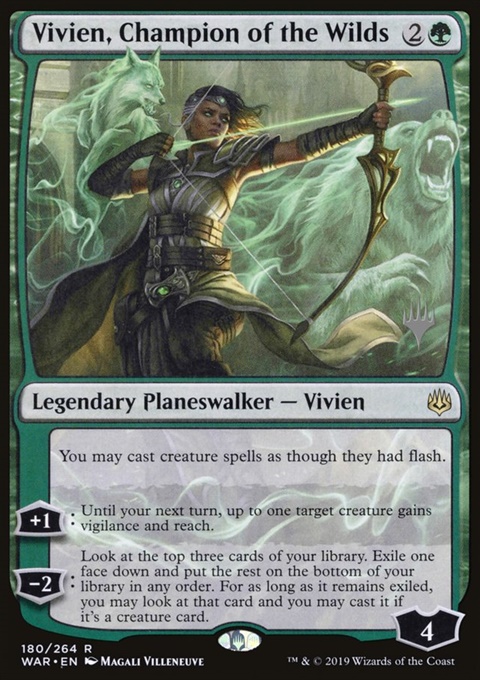 Vivien, Champion of the Wilds 2
Legendary Planeswalker — Vivien
You may cast creature spells as though they had flash.
+1: Until your next turn, up to one target creature gains
vigilance and reach.
Look at the top three cards of your library. Exile one
face down and put the rest on the bottom of
-2: your library in any order. For as long as it remains exiled,
you may look at that card and you may cast it if
it's a creature card.
4
180/264 R
WAR • EN Magali Villeneuve
™ & © 2019 Wizards of the Coast